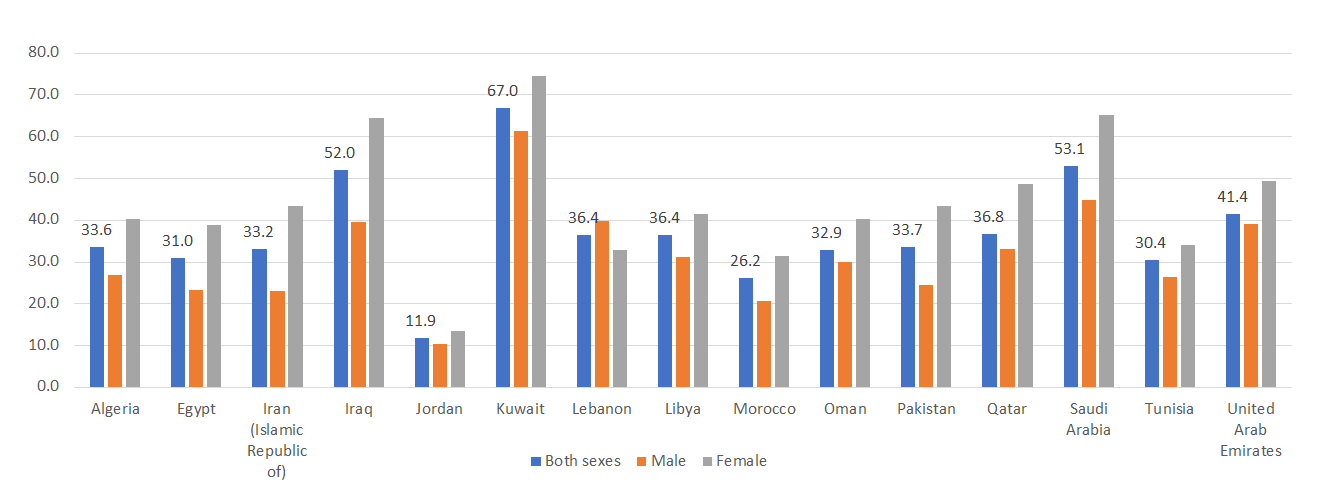 80.0
70.0
60.0
50.0
40.0
30.0
20.0
10.0
0.0
33.6
31.0
33.2
52.0
11.9
67.0
36.4
36.4
26.2
32.9
33.7
36.8
53.1
30.4
41.4
Algeria
Egypt
Iran
(Islamic
Republic
of)
Iraq
Jordan
Kuwait
Lebanon
Libya
Morocco
Oman
Pakistan
Qatar
Saudi
Arabia
Tunisia
United
Arab
Emirates
Both sexes Male Female